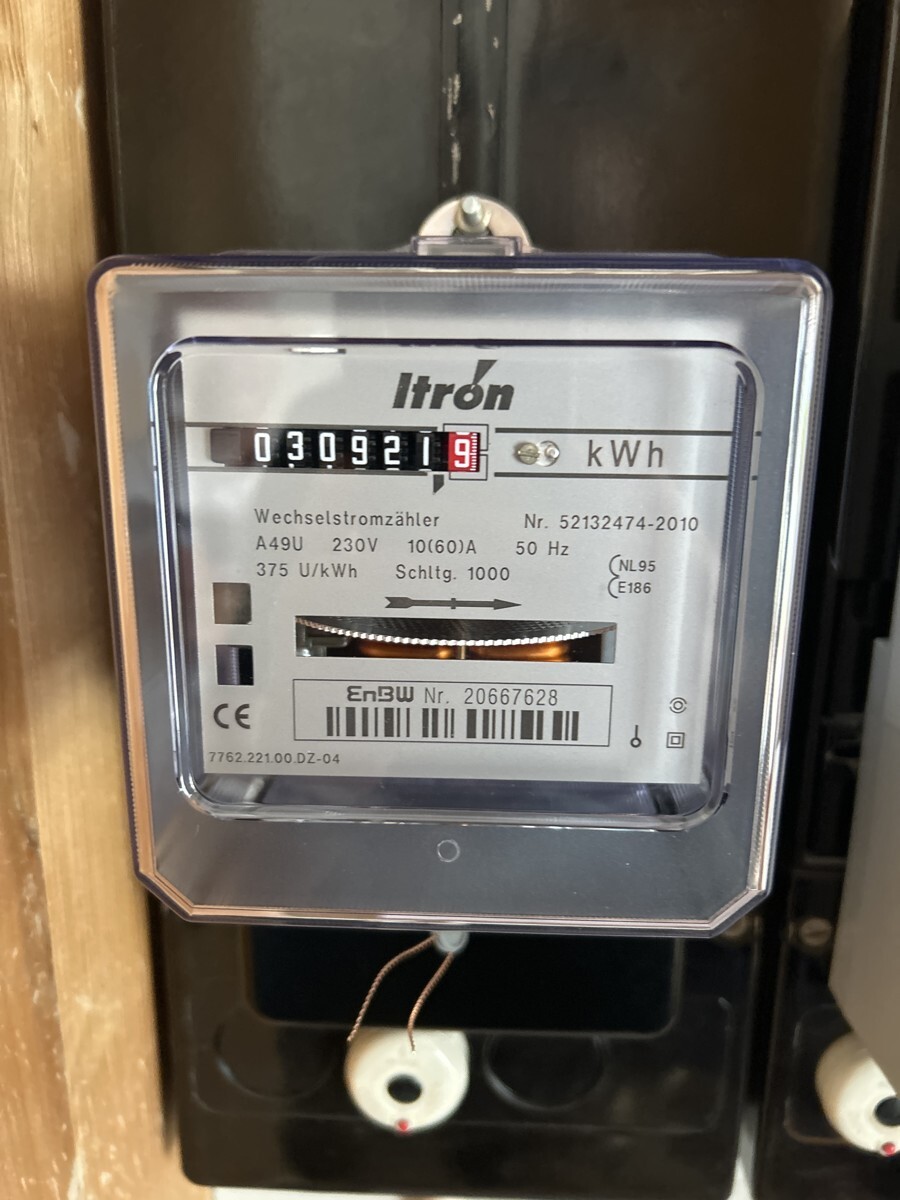 Itron
0309219 kWh
Wechselstromzähler Nr. 52132474-2010
A49U 230V 10(60)A 50 Hz
375 U/kWh Schltg. 1000
NL95
E186
EnBW Nr. 20667628
CE
7762.221.00.DZ-04